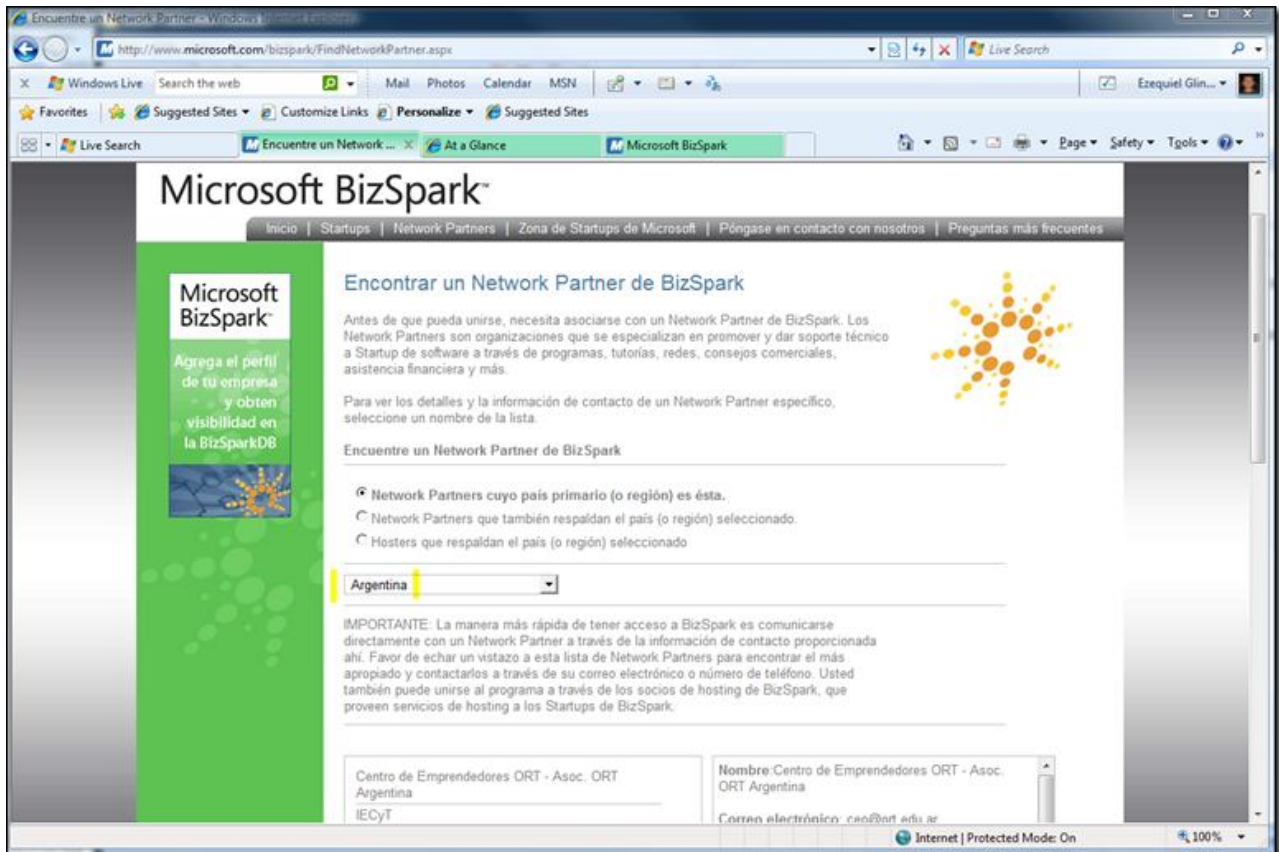 Encuentre un Network Partner - Windows Internet Explorer
http://www.microsoft.com/bizspark/FindNetworkPartner.aspx
Live Search
x Windows Live Search the web Mail Photos Calendar MSN Ezequiel Glin...
Favorites Suggested Sites Customize Links Personalize Suggested Sites
Live Search Encuentre un Network ... X At a Glance Microsoft BizSpark Page Safety Tools
Microsoft BizSpark™
Inicio | Startups | Network Partners | Zona de Startups de Microsoft | Póngase en contacto con nosotros | Preguntas más frecuentes
Microsoft
BizSpark™
Agrega el perfil
de tu empresa
y obten
visibilidad en
la BizSparkDB
Encontrar un Network Partner de BizSpark
Antes de que pueda unirse, necesita asociarse con un Network Partner de BizSpark. Los
Network Partners son organizaciones que se especializan en promover y dar soporte técnico
a Startup de software a través de programas, tutorías, redes, consejos comerciales,
asistencia financiera y más.
Para ver los detalles y la información de contacto de un Network Partner específico,
seleccione un nombre de la lista.
Encuentre un Network Partner de BizSpark
Network Partners cuyo país primario (o región) es ésta.
Network Partners que también respaldan el país (o región) seleccionado.
Hosters que respaldan el país (o región) seleccionado
Argentina
IMPORTANTE: La manera más rápida de tener acceso a BizSpark es comunicarse
directamente con un Network Partner a través de la información de contacto proporcionada
ahí. Favor de echar un vistazo a esta lista de Network Partners para encontrar el más
apropiado y contactarlos a través de su correo electrónico o número de teléfono. Usted
también puede unirse al programa a través de los socios de hosting de BizSpark, que
proveen servicios de hosting a los Startups de BizSpark.
Centro de Emprendedores ORT - Asoc. ORT
Argentina
IECyT
Nombre:Centro de Emprendedores ORT - Asoc.
ORT Argentina
Correo electrónico: ceo@ort.edu.ar
Internet | Protected Mode: On 100%